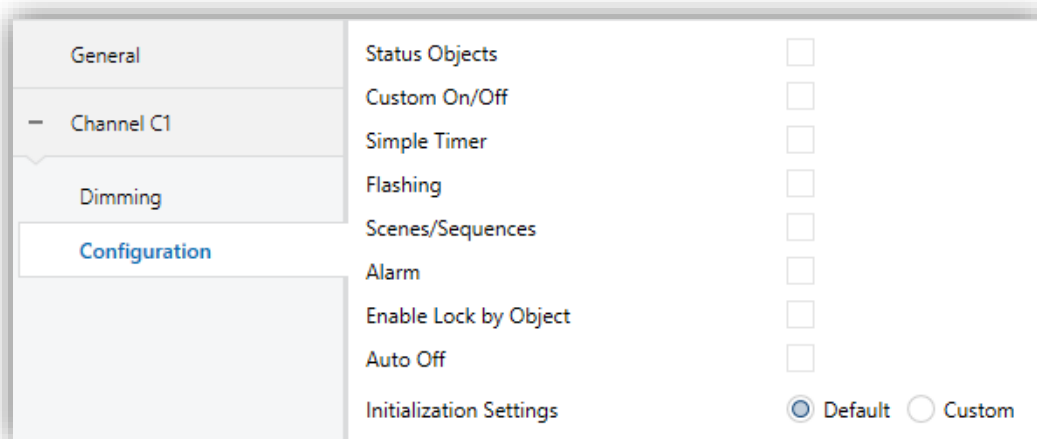 General
Channel C1
Dimming
Configuration
Status Objects
Custom On/Off
Simple Timer
Flashing
Scenes/Sequences
Alarm
Enable Lock by Object
Auto Off
Initialization Settings Default Custom